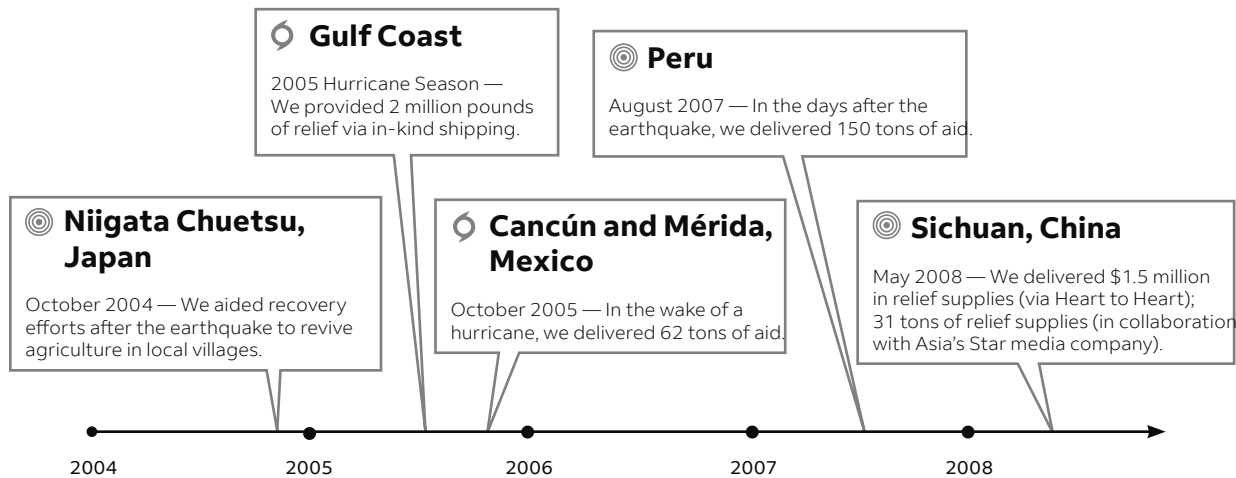 Gulf Coast
2005 Hurricane Season —
We provided 2 million pounds
of relief via in-kind shipping.
Peru
August 2007 — In the days after the
earthquake, we delivered 150 tons of aid.
Niigata Chuetsu,
Japan
October 2004 — We aided recovery
efforts after the earthquake to revive
agriculture in local villages.
Cancún and Mérida,
Mexico
October 2005 — In the wake of a
hurricane, we delivered 62 tons of aid.
Sichuan, China
May 2008 — We delivered $1.5 million
in relief supplies (via Heart to Heart);
31 tons of relief supplies (in collaboration
with Asia’s Star media company).
2004 2005 2006 2007 2008